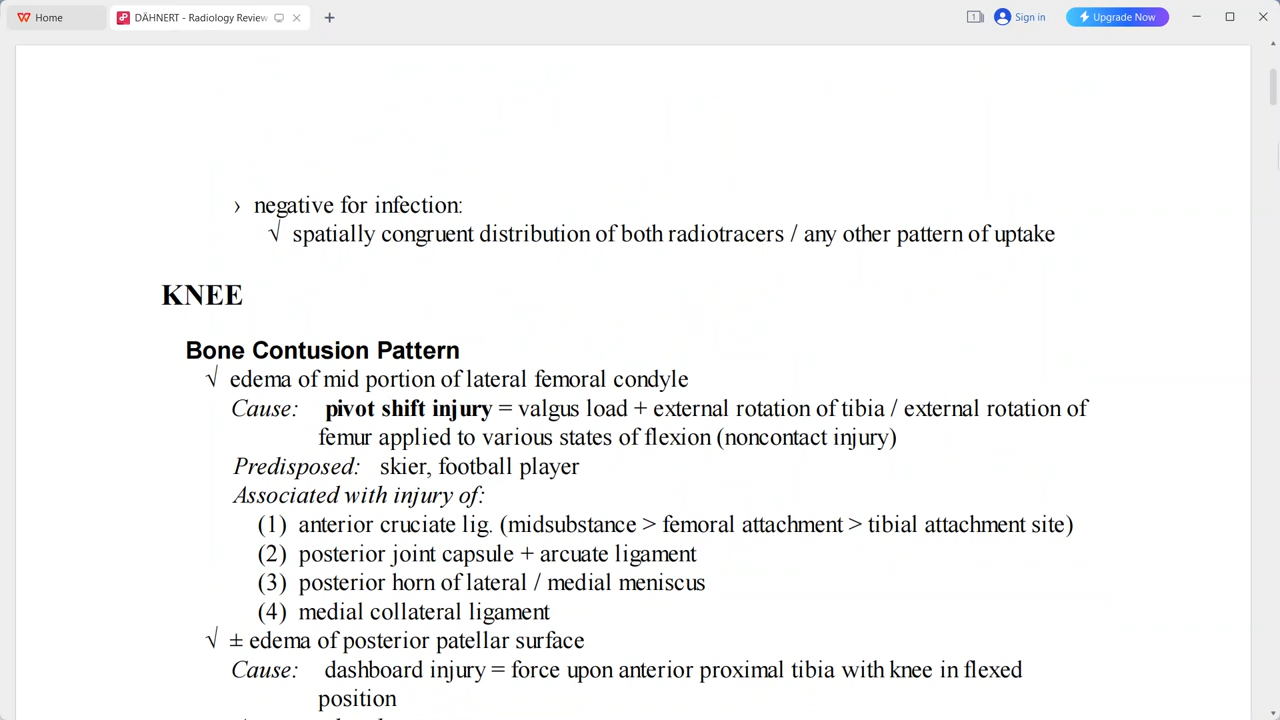 Home
DÄHNERT - Radiology Review
1
Sign in
Upgrade Now
› negative for infection:
√ spatially congruent distribution of both radiotracers / any other pattern of uptake
KNEE
Bone Contusion Pattern
√ edema of mid portion of lateral femoral condyle
Cause: pivot shift injury = valgus load + external rotation of tibia / external rotation of
femur applied to various states of flexion (noncontact injury)
Predisposed: skier, football player
Associated with injury of:
(1) anterior cruciate lig. (midsubstance > femoral attachment > tibial attachment site)
(2) posterior joint capsule + arcuate ligament
(3) posterior horn of lateral / medial meniscus
(4) medial collateral ligament
√ ± edema of posterior patellar surface
Cause: dashboard injury = force upon anterior proximal tibia with knee in flexed
position